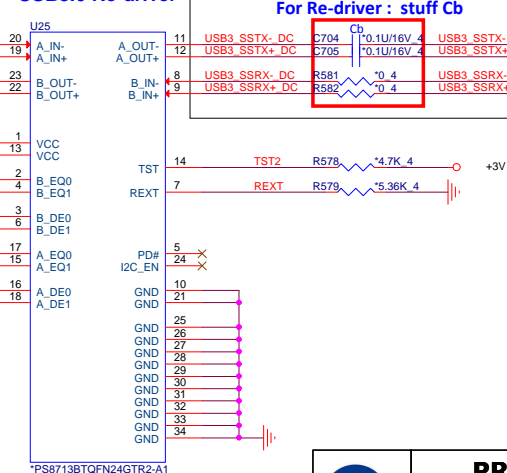 For Re-driver : stuff Cb
U25
Cb
20 A_IN- A_OUT- 11 USB3_SSTX-_DC C704 *0.1U/16V_4 USB3_SSTX-
19 A_IN+ A_OUT+ 12 USB3_SSTX+_DC C705 *0.1U/16V_4 USB3_SSTX+
23 B_OUT- B_IN- 8 USB3_SSRX-_DC R581 *0_4 USB3_SSRX-
22 B_OUT+ B_IN+ 9 USB3_SSRX+_DC R582 *0_4 USB3_SSRX+
1 VCC
13 VCC
TST 14 TST2 R578 *4.7K_4 +3V
2 B_EQ0
4 B_EQ1 REXT 7 REXT R579 *5.36K_4
3 B_DE0
6 B_DE1
17 A_EQ0 PD# 5
15 A_EQ1 I2C_EN 24
16 A_DE0 GND 10
18 A_DE1 GND 21
GND 25
GND 26
GND 27
GND 28
GND 29
GND 30
GND 31
GND 32
GND 33
GND 34
*PS8713BTQFN24GTR2-A1